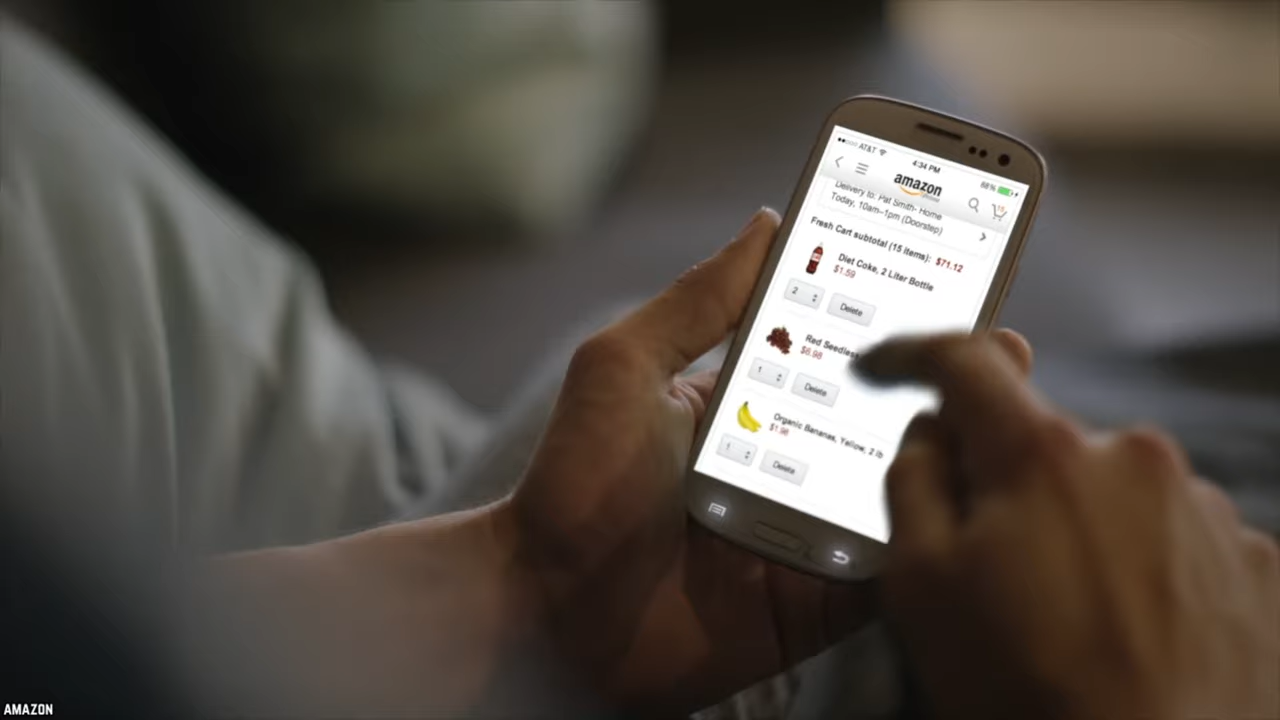 AT&T
4:34 PM
68%
amazon
15
Delivery to: Pat Smith- Home
Today, 10am–1pm (Doorstep)
Fresh Cart subtotal (15 items): $71.12
Diet Coke, 2 Liter Bottle
$1.59
2
Delete
Red Seedless
$6.98
1
Delete
Organic Bananas, Yellow, 2 lb
$1.98
1
Delete
AMAZON